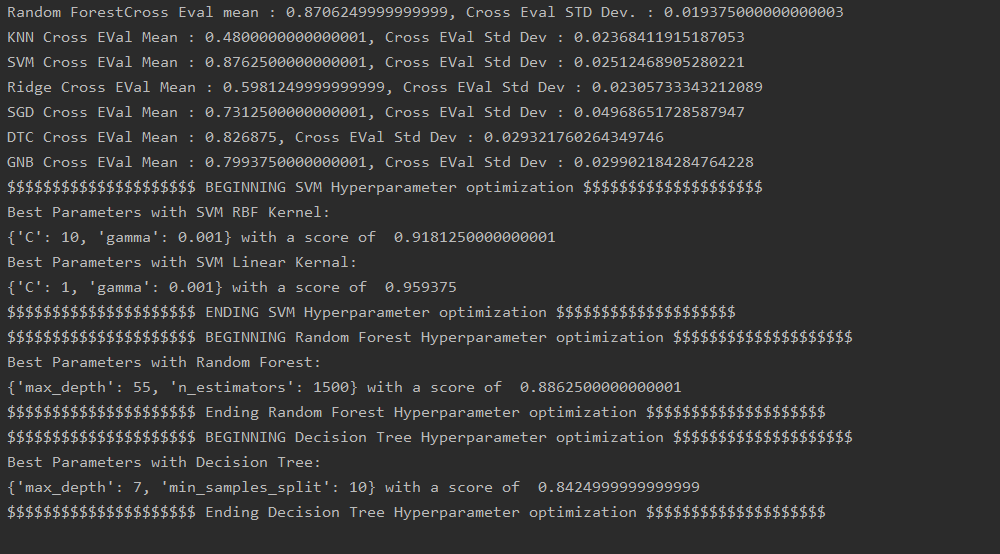 Random ForestCross Eval mean : 0.8706249999999999, Cross Eval STD Dev. : 0.019375000000000003
KNN Cross EVal Mean : 0.4800000000000001, Cross EVal Std Dev : 0.02368411915187053
SVM Cross EVal Mean : 0.8762500000000001, Cross EVal Std Dev : 0.02512468905280221
Ridge Cross EVal Mean : 0.5981249999999999, Cross EVal Std Dev : 0.02305733343212089
SGD Cross EVal Mean : 0.7312500000000001, Cross EVal Std Dev : 0.04968651728587947
DTC Cross EVal Mean : 0.826875, Cross EVal Std Dev : 0.029321760264349746
GNB Cross EVal Mean : 0.7993750000000001, Cross EVal Std Dev : 0.029902184284764228
$$$$$$$$$$$$$$$$$$$$$ BEGINNING SVM Hyperparameter optimization $$$$$$$$$$$$$$$$$$$$
Best Parameters with SVM RBF Kernel:
{'C': 10, 'gamma': 0.001} with a score of  0.9181250000000001
Best Parameters with SVM Linear Kernal:
{'C': 1, 'gamma': 0.001} with a score of  0.959375
$$$$$$$$$$$$$$$$$$$$$ ENDING SVM Hyperparameter optimization $$$$$$$$$$$$$$$$$$$$
$$$$$$$$$$$$$$$$$$$$$ BEGINNING Random Forest Hyperparameter optimization $$$$$$$$$$$$$$$$$$$$
Best Parameters with Random Forest:
{'max_depth': 55, 'n_estimators': 1500} with a score of  0.8862500000000001
$$$$$$$$$$$$$$$$$$$$$ Ending Random Forest Hyperparameter optimization $$$$$$$$$$$$$$$$$$$$
$$$$$$$$$$$$$$$$$$$$$ BEGINNING Decision Tree Hyperparameter optimization $$$$$$$$$$$$$$$$$$$$
Best Parameters with Decision Tree:
{'max_depth': 7, 'min_samples_split': 10} with a score of  0.8424999999999999
$$$$$$$$$$$$$$$$$$$$$ Ending Decision Tree Hyperparameter optimization $$$$$$$$$$$$$$$$$$$$